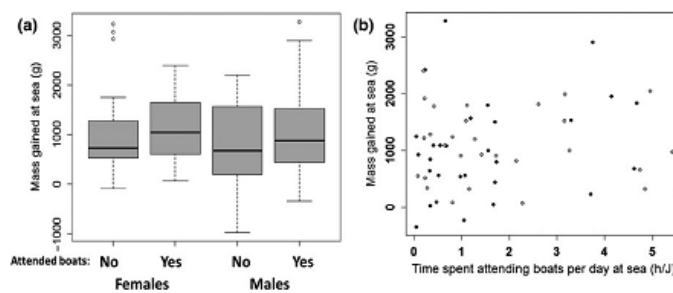 (a)
Mass gained at sea (g)
3000
2000
1000
0
−1000
Attended boats: No Yes No Yes
Females Males
(b)
Mass gained at sea (g)
3000
2000
1000
0
0 1 2 3 4 5
Time spent attending boats per day at sea (h/J)